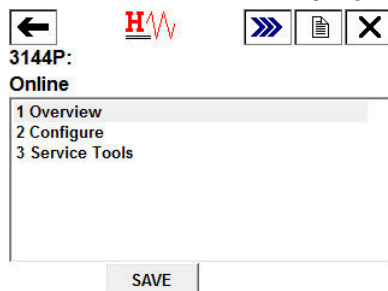 H
3144P:
Online
1 Overview
2 Configure
3 Service Tools
SAVE